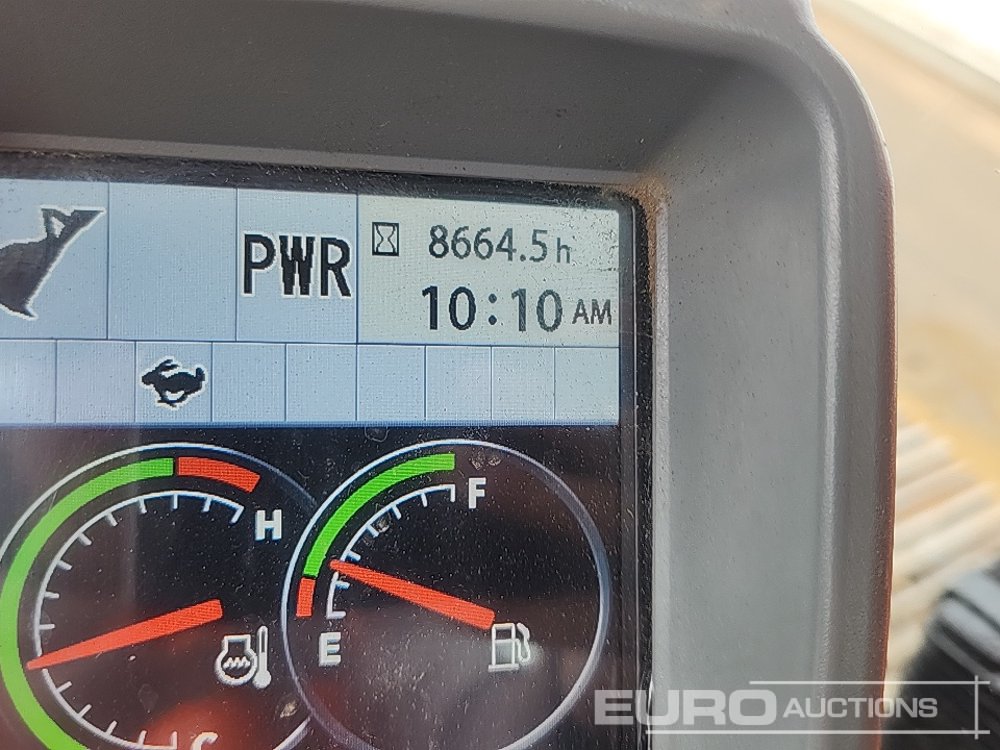 PWR
8664.5 h
10:10 AM
H
F
E
C
EURO AUCTIONS